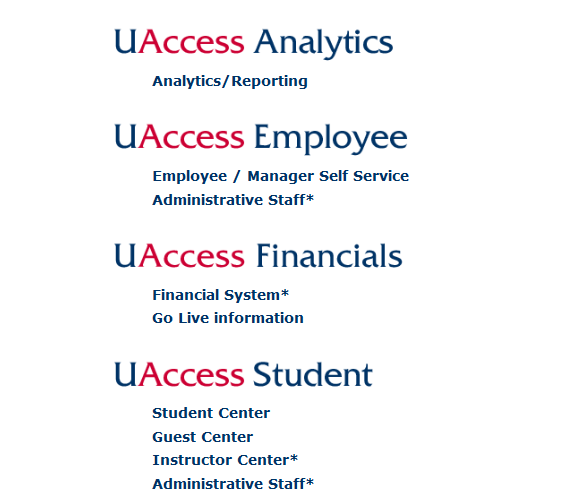 UAccess Analytics
Analytics/Reporting
UAccess Employee
Employee / Manager Self Service
Administrative Staff*
UAccess Financials
Financial System*
Go Live information
UAccess Student
Student Center
Guest Center
Instructor Center*
Administrative Staff*